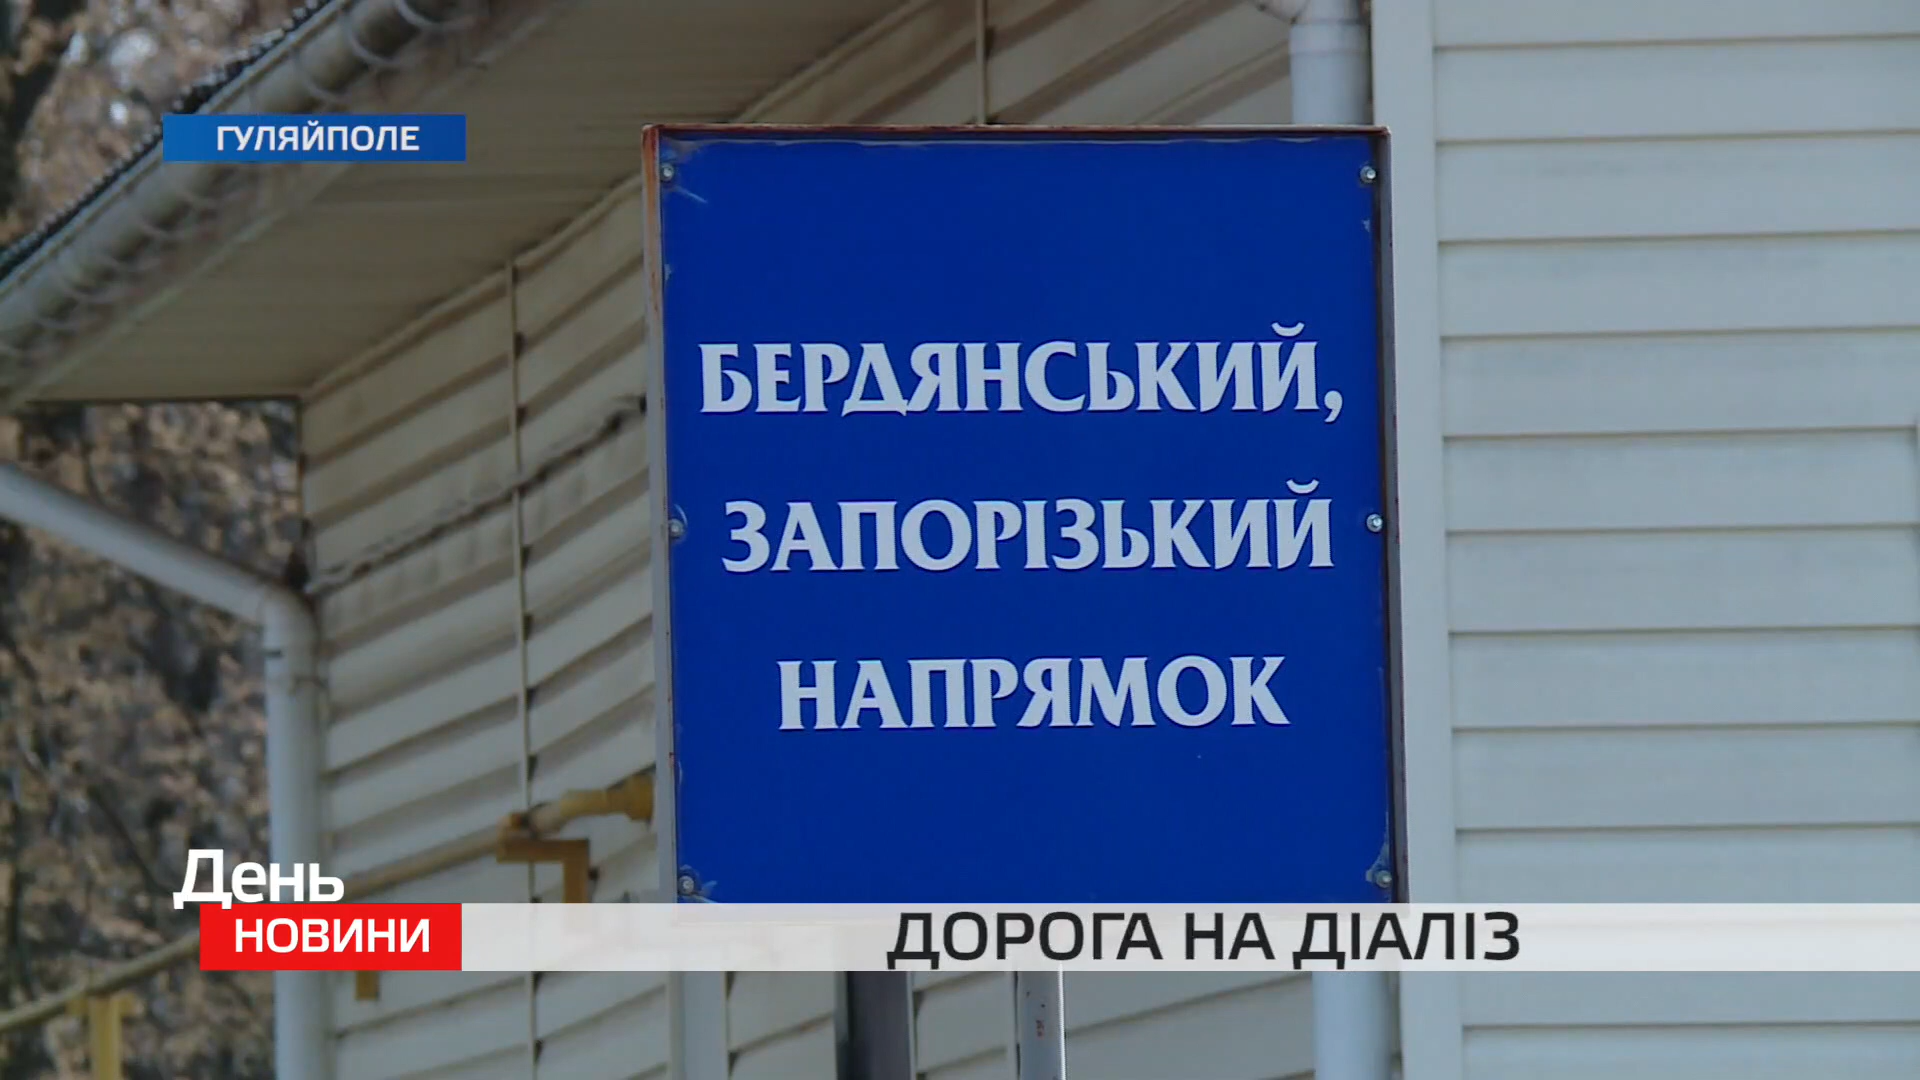 ГУЛЯЙПОЛЕ
БЕРДЯНСЬКИЙ,
ЗАПОРІЗЬКИЙ
НАПРЯМОК
День
НОВИНИ
ДОРОГА НА ДІАЛІЗ